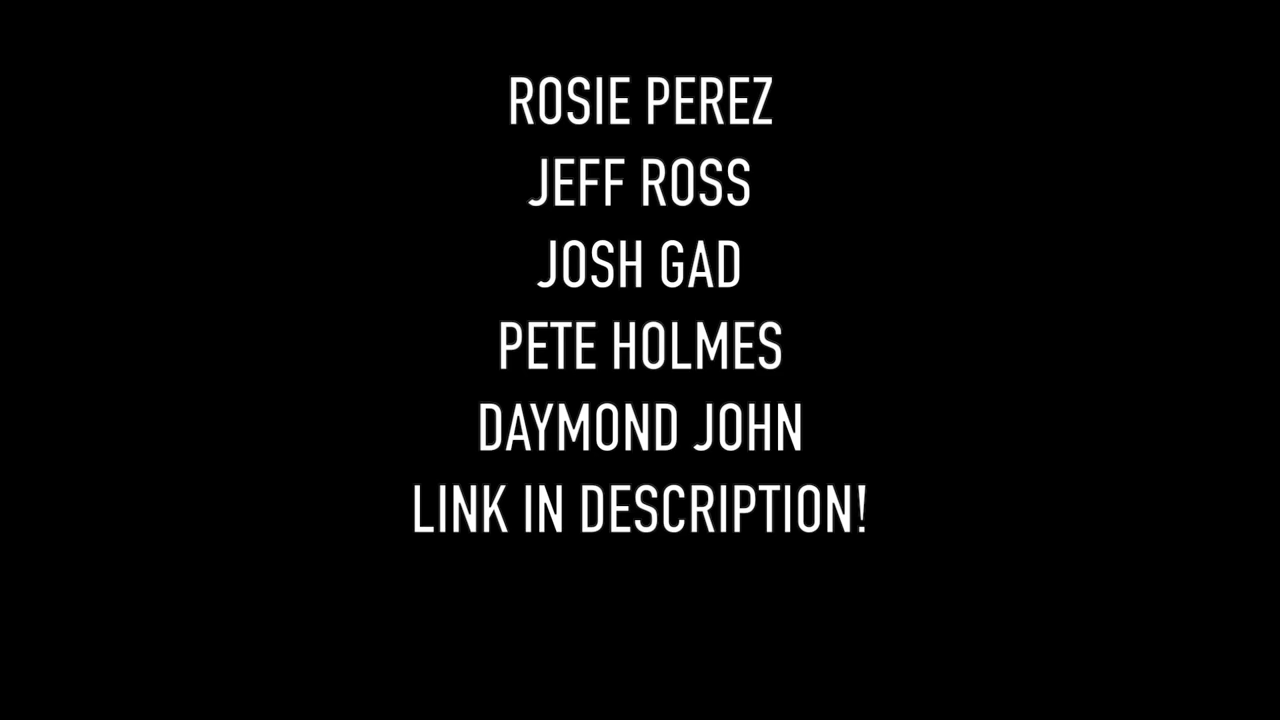 ROSIE PEREZ
JEFF ROSS
JOSH GAD
PETE HOLMES
DAYMOND JOHN
LINK IN DESCRIPTION!